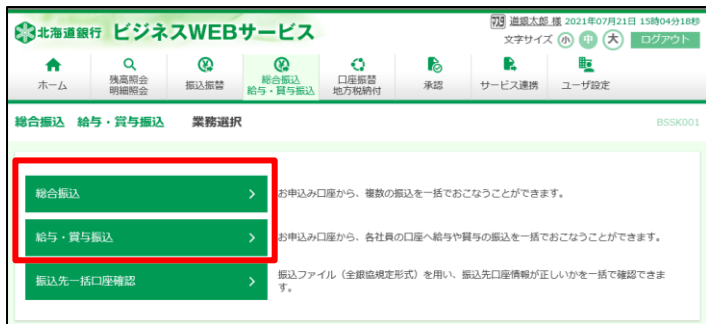 北海道銀行 ビジネスWEBサービス
道銀太郎 様 2021年07月21日 15時04分18秒
文字サイズ 小 中 大 ログアウト
ホーム
残高照会
明細照会
振込振替
総合振込
給与・賞与振込
口座振替
地方税納付
承認
サービス連携
ユーザ設定
総合振込 給与・賞与振込 業務選択
BSSK001
総合振込
お申込み口座から、複数の振込を一括でおこなうことができます。
給与・賞与振込
お申込み口座から、各社員の口座へ給与や賞与の振込を一括でおこなうことができます。
振込先一括口座確認
振込ファイル（全銀協規定形式）を用い、振込先口座情報が正しいかを一括で確認できま
す。